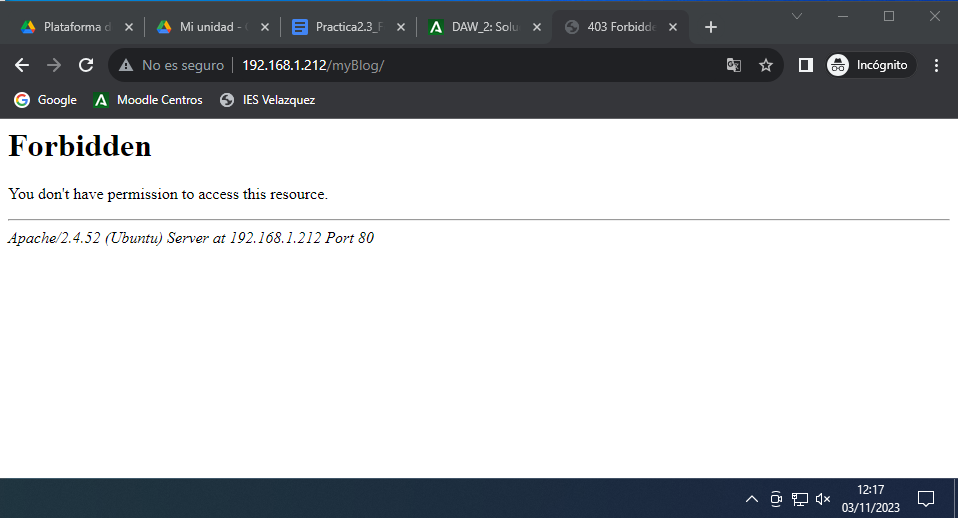 Plataforma d
Mi unidad - G
Practica2.3_F
DAW_2: Solu
403 Forbidde
No es seguro
192.168.1.212/myBlog/
Incógnito
Google
Moodle Centros
IES Velazquez
Forbidden
You don't have permission to access this resource.
Apache/2.4.52 (Ubuntu) Server at 192.168.1.212 Port 80
12:17
03/11/2023